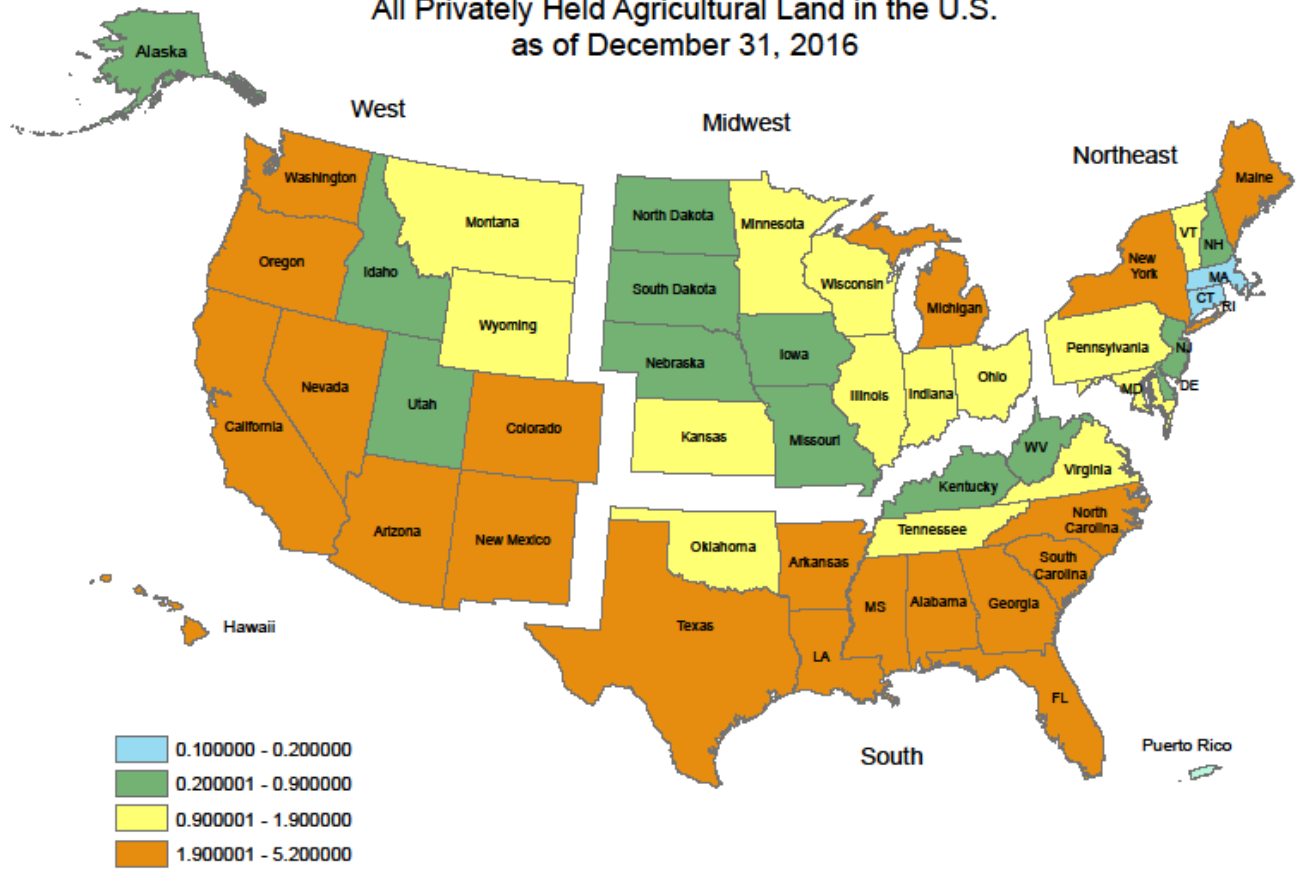 All Privately Held Agricultural Land in the U.S.
as of December 31, 2016
Alaska
West
Midwest
Northeast
Washington
Montana
Oregon
Idaho
Wyoming
Nevada
Utah
California
Colorado
Arizona
New Mexico
Hawaii
North Dakota
Minnesota
South Dakota
Wisconsin
Michigan
Nebraska
Iowa
Illinois
Indiana
Ohio
Kansas
Missouri
Maine
VT
NH
New
York
MA
CT
RI
Pennsylvania
NJ
MD
DE
WV
Virginia
Kentucky
Tennessee
North
Carolina
South
Carolina
Oklahoma
Arkansas
Texas
LA
MS
Alabama
Georgia
FL
South
Puerto Rico
0.100000 - 0.200000
0.200001 - 0.900000
0.900001 - 1.900000
1.900001 - 5.200000